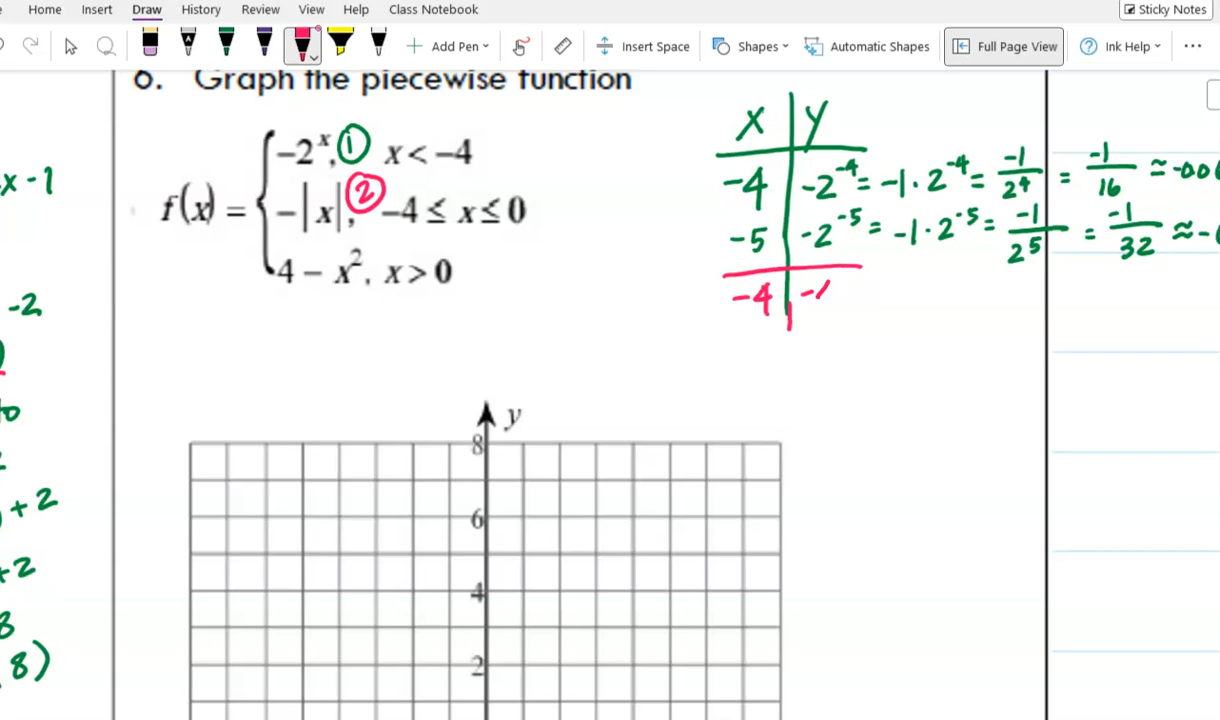 Home Insert Draw History Review View Help Class Notebook Sticky Notes
Add Pen Insert Space Shapes Automatic Shapes Full Page View Ink Help
6. Graph the piecewise function
f(x) = { -2^x, ① x < -4
-|x|, ② -4 ≤ x ≤ 0
4 - x^2, x > 0
x | y
-4 | -2^-4 = -1 · 2^-4 = -1/2^4 = -1/16 ≈
-5 | -2^-5 = -1 · 2^-5 = -1/2^5 = -1/32 ≈
-4 | -
x - 1
-2
+ 2
+ 2
8
8)
y
8
6
4
2